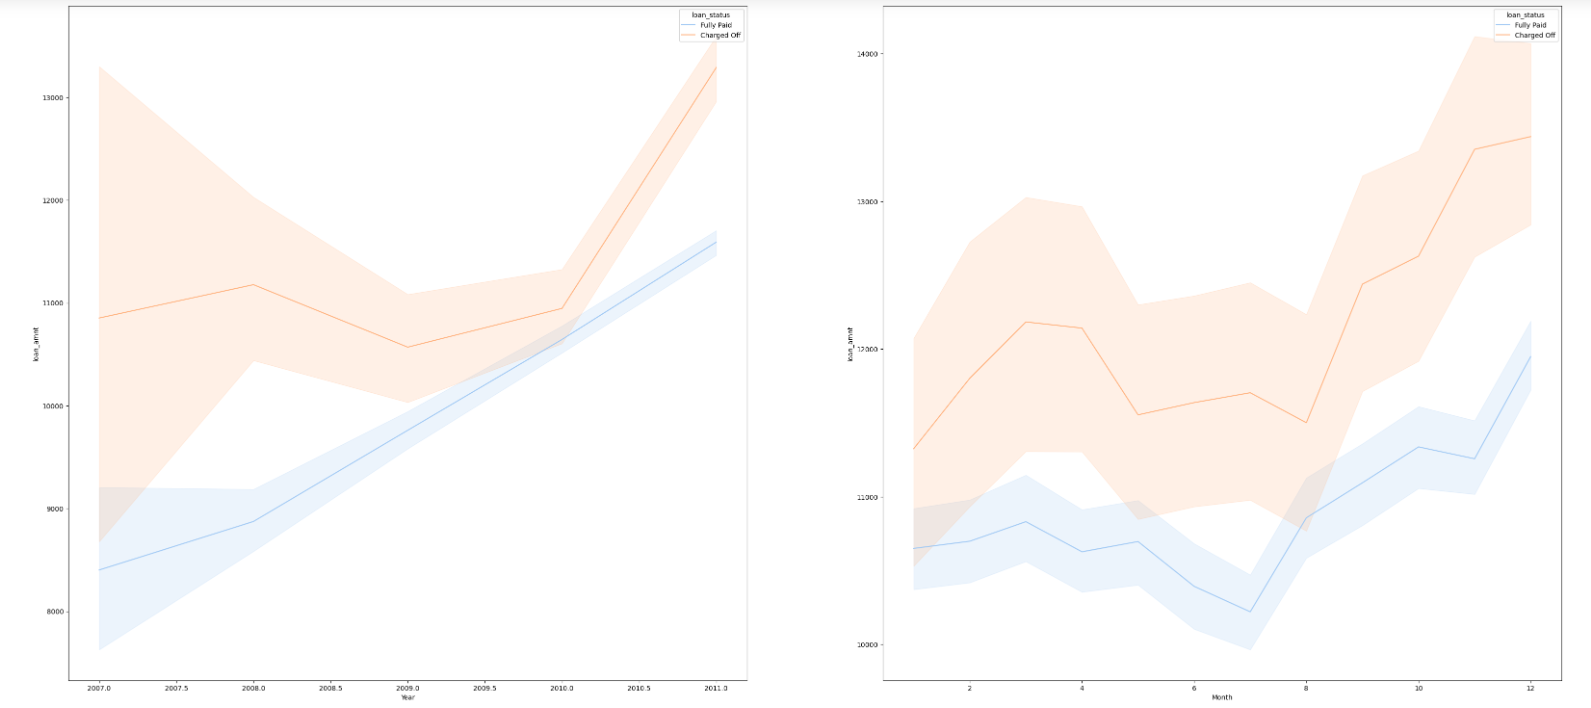 loan_status
Fully Paid
Charged Off
13000
12000
11000
10000
9000
8000
loan_amnt
2007.0 2007.5 2008.0 2008.5 2009.0 2009.5 2010.0 2010.5 2011.0
Year
loan_status
Fully Paid
Charged Off
14000
13000
12000
11000
10000
loan_amnt
2 4 6 8 10 12
Month